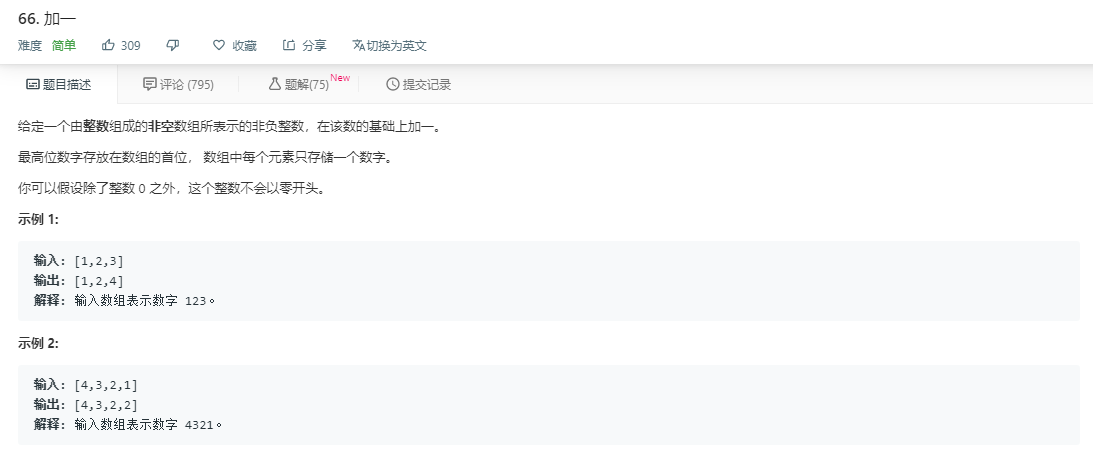 66. 加一
难度 简单 309 收藏 分享 切换为英文
题目描述 评论 (795) 题解(75) New 提交记录
给定一个由整数组成的非空数组所表示的非负整数，在该数的基础上加一。
最高位数字存放在数组的首位， 数组中每个元素只存储一个数字。
你可以假设除了整数 0 之外，这个整数不会以零开头。
示例 1:
输入: [1,2,3]
输出: [1,2,4]
解释: 输入数组表示数字 123。
示例 2:
输入: [4,3,2,1]
输出: [4,3,2,2]
解释: 输入数组表示数字 4321。